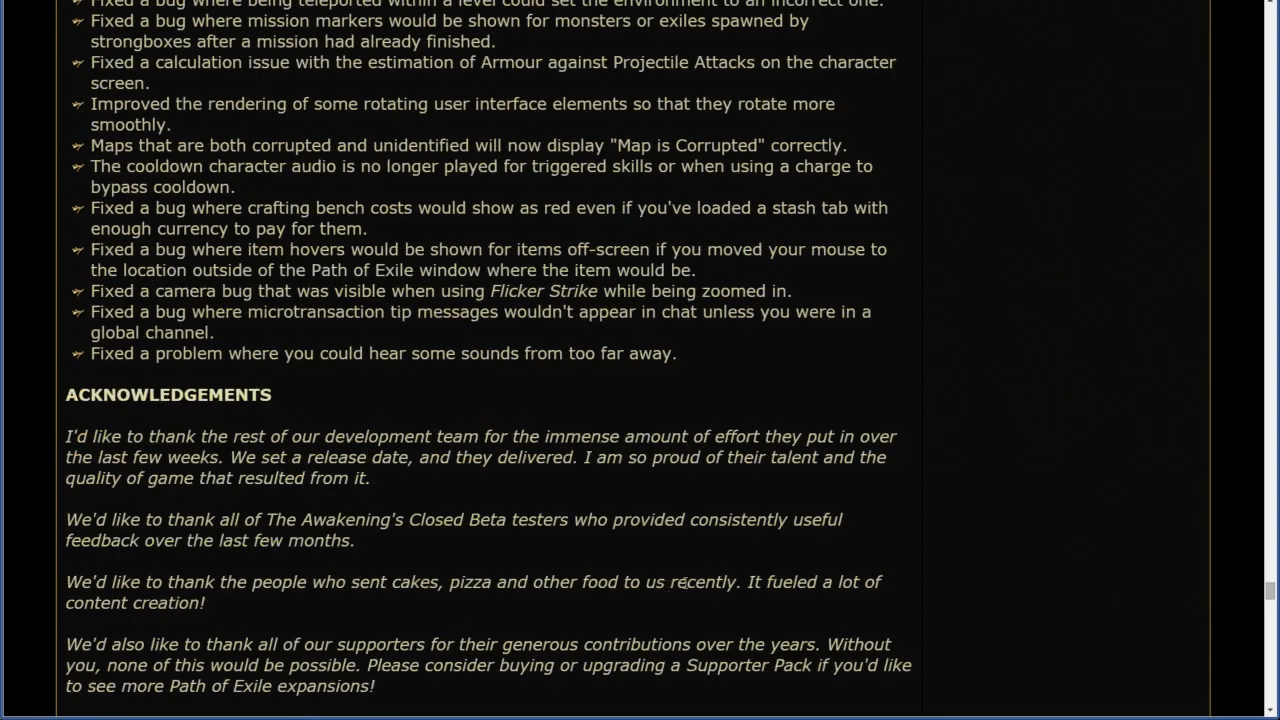 Fixed a bug where being teleported within a level could set the environment to an incorrect one.
Fixed a bug where mission markers would be shown for monsters or exiles spawned by
strongboxes after a mission had already finished.
Fixed a calculation issue with the estimation of Armour against Projectile Attacks on the character
screen.
Improved the rendering of some rotating user interface elements so that they rotate more
smoothly.
Maps that are both corrupted and unidentified will now display "Map is Corrupted" correctly.
The cooldown character audio is no longer played for triggered skills or when using a charge to
bypass cooldown.
Fixed a bug where crafting bench costs would show as red even if you've loaded a stash tab with
enough currency to pay for them.
Fixed a bug where item hovers would be shown for items off-screen if you moved your mouse to
the location outside of the Path of Exile window where the item would be.
Fixed a camera bug that was visible when using Flicker Strike while being zoomed in.
Fixed a bug where microtransaction tip messages wouldn't appear in chat unless you were in a
global channel.
Fixed a problem where you could hear some sounds from too far away.
ACKNOWLEDGEMENTS
I'd like to thank the rest of our development team for the immense amount of effort they put in over
the last few weeks. We set a release date, and they delivered. I am so proud of their talent and the
quality of game that resulted from it.
We'd like to thank all of The Awakening's Closed Beta testers who provided consistently useful
feedback over the last few months.
We'd like to thank the people who sent cakes, pizza and other food to us recently. It fueled a lot of
content creation!
We'd also like to thank all of our supporters for their generous contributions over the years. Without
you, none of this would be possible. Please consider buying or upgrading a Supporter Pack if you'd like
to see more Path of Exile expansions!